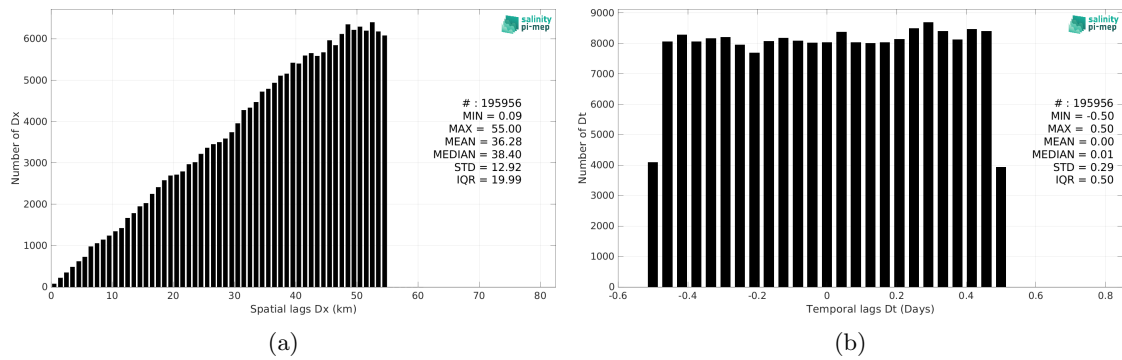 salinity
pi-mep
Number of Dx
6000
5000
4000
3000
2000
1000
0
# : 195956
MIN = 0.09
MAX = 55.00
MEAN = 36.28
MEDIAN = 38.40
STD = 12.92
IQR = 19.99
0 10 20 30 40 50 60 70 80
Spatial lags Dx (km)
(a)
salinity
pi-mep
Number of Dt
9000
8000
7000
6000
5000
4000
3000
2000
1000
0
# : 195956
MIN = -0.50
MAX = 0.50
MEAN = 0.00
MEDIAN = 0.01
STD = 0.29
IQR = 0.50
-0.6 -0.4 -0.2 0 0.2 0.4 0.6 0.8
Temporal lags Dt (Days)
(b)